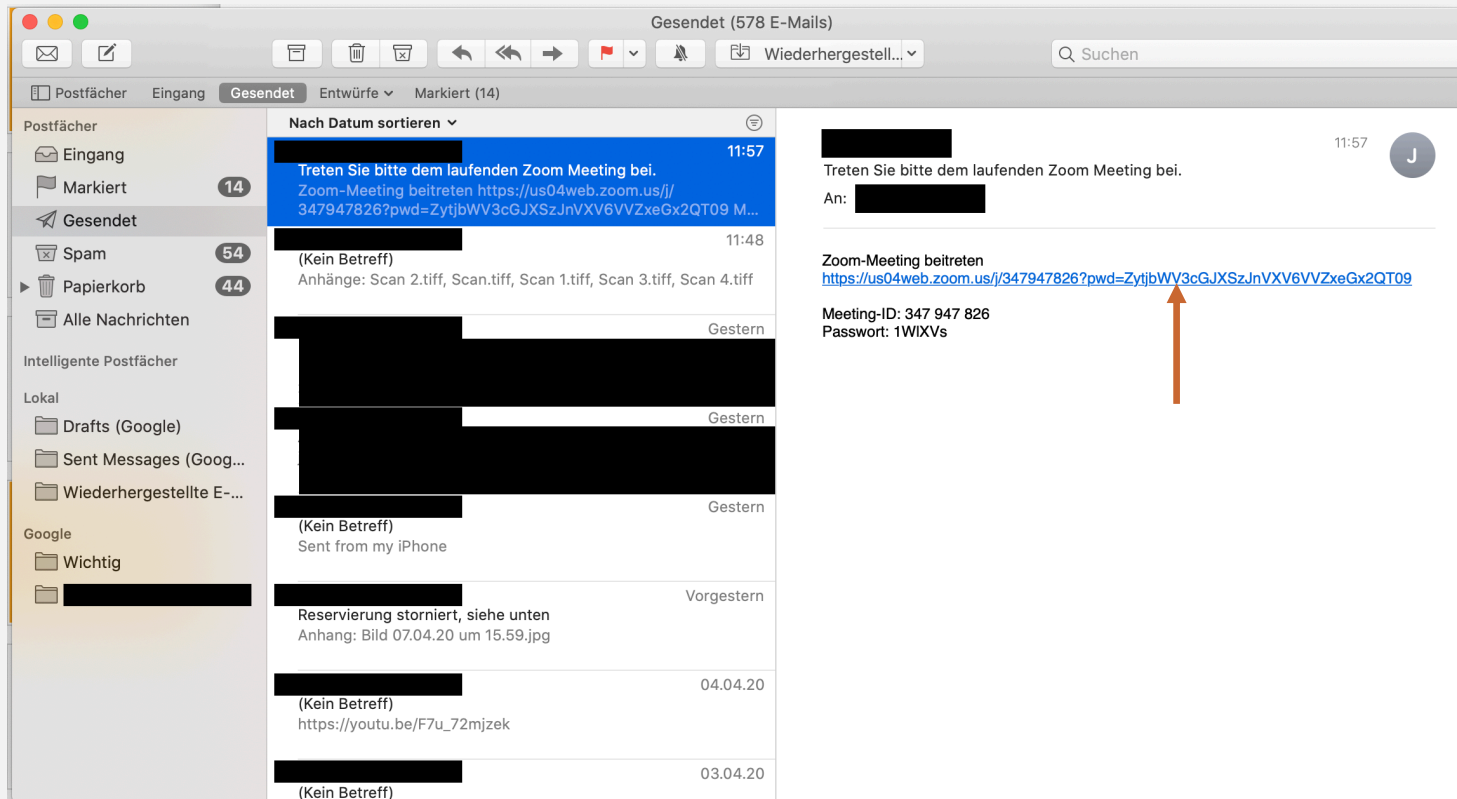 Gesendet (578 E-Mails)
Wiederhergestell...
Suchen
Postfächer
Eingang
Gesendet
Entwürfe
Markiert (14)
Postfächer
Eingang
Markiert 14
Gesendet
Spam 54
Papierkorb 44
Alle Nachrichten
Intelligente Postfächer
Lokal
Drafts (Google)
Sent Messages (Goog...
Wiederhergestellte E-...
Google
Wichtig
Nach Datum sortieren
11:57
Treten Sie bitte dem laufenden Zoom Meeting bei.
Zoom-Meeting beitreten https://us04web.zoom.us/j/
347947826?pwd=ZytjbWV3cGJXSzJnVXV6VVZxeGx2QT09 M...
11:48
(Kein Betreff)
Anhänge: Scan 2.tiff, Scan.tiff, Scan 1.tiff, Scan 3.tiff, Scan 4.tiff
Gestern
Gestern
Gestern
(Kein Betreff)
Sent from my iPhone
Vorgestern
Reservierung storniert, siehe unten
Anhang: Bild 07.04.20 um 15.59.jpg
04.04.20
(Kein Betreff)
https://youtu.be/F7u_72mjzek
03.04.20
(Kein Betreff)
11:57
J
Treten Sie bitte dem laufenden Zoom Meeting bei.
An:
Zoom-Meeting beitreten
https://us04web.zoom.us/j/347947826?pwd=ZytjbWV3cGJXSzJnVXV6VVZxeGx2QT09
Meeting-ID: 347 947 826
Passwort: 1WlXVs